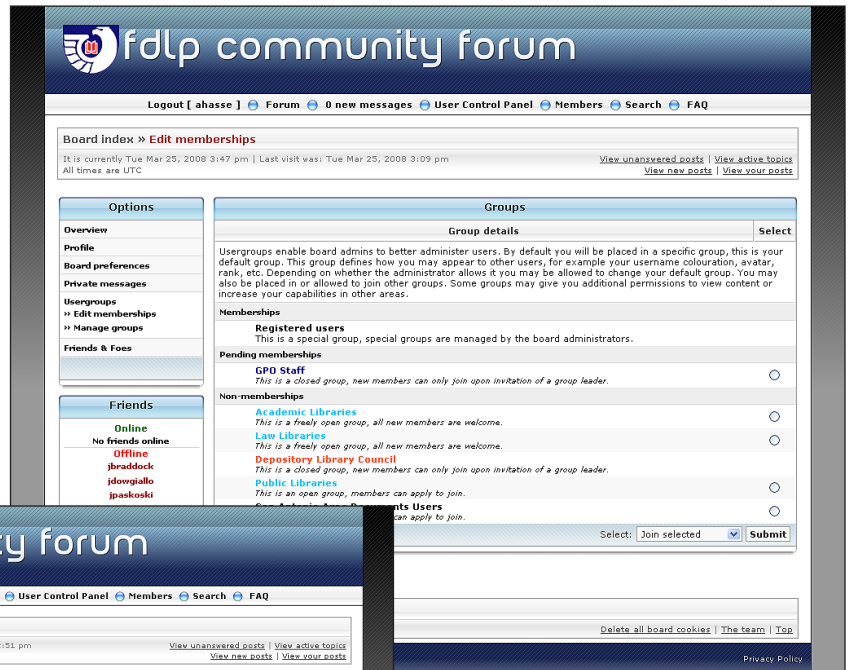 fdlp community forum
Logout [ ahasse ] Forum 0 new messages User Control Panel Members Search FAQ
Board index » Edit memberships
It is currently Tue Mar 25, 2008 3:47 pm | Last visit was: Tue Mar 25, 2008 3:09 pm
All times are UTC
View unanswered posts | View active topics
View new posts | View your posts
Options
Overview
Profile
Board preferences
Private messages
Usergroups
» Edit memberships
» Manage groups
Friends & Foes
Friends
Online
No friends online
Offline
jbraddock
jdowgiallo
jpaskoski
Groups
Group details Select
Usergroups enable board admins to better administer users. By default you will be placed in a specific group, this is your
default group. This group defines how you may appear to other users, for example your username colouration, avatar,
rank, etc. Depending on whether the administrator allows it you may be allowed to change your default group. You may
also be placed in or allowed to join other groups. Some groups may give you additional permissions to view content or
increase your capabilities in other areas.
Memberships
Registered users
This is a special group, special groups are managed by the board administrators.
Pending memberships
GPO Staff
This is a closed group, new members can only join upon invitation of a group leader.
Non-memberships
Academic Libraries
This is a freely open group, all new members are welcome.
Law Libraries
This is a freely open group, all new members are welcome.
Depository Library Council
This is a closed group, new members can only join upon invitation of a group leader.
Public Libraries
This is an open group, members can apply to join.
San Antonio Area Documents Users
can apply to join.
Select: Join selected Submit
Delete all board cookies | The team | Top
Privacy Policy
ty forum
User Control Panel Members Search FAQ
:51 pm
View unanswered posts | View active topics
View new posts | View your posts